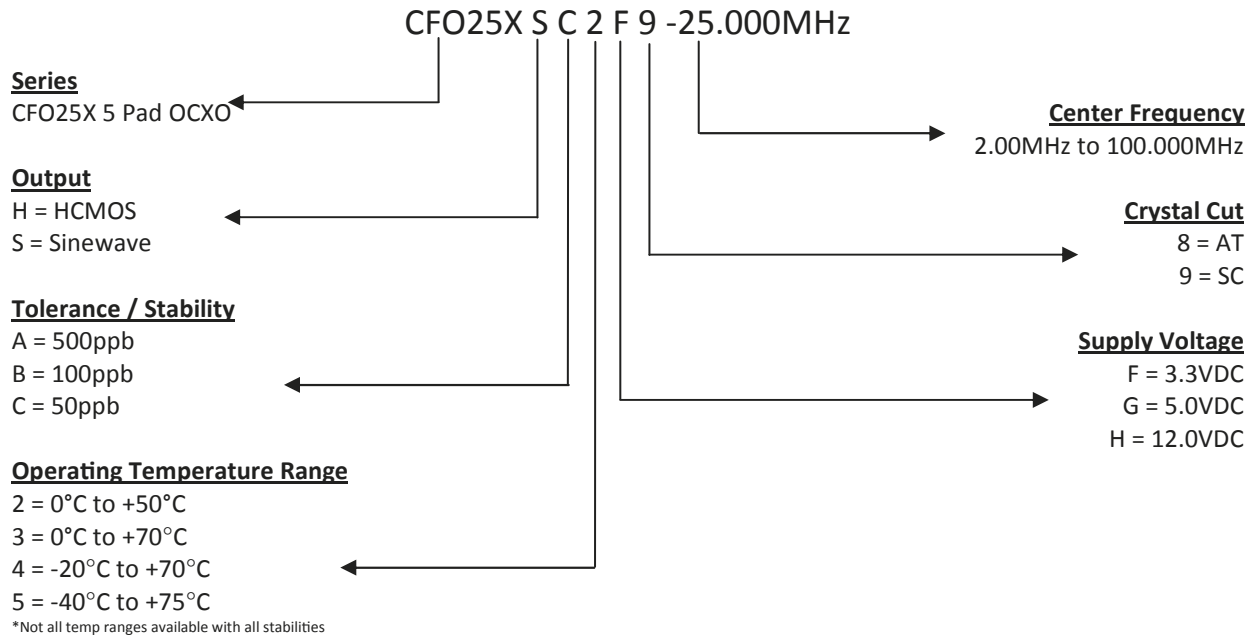 CFO25X S C 2 F 9 -25.000MHz
Series
CFO25X 5 Pad OCXO
Output
H = HCMOS
S = Sinewave
Tolerance / Stability
A = 500ppb
B = 100ppb
C = 50ppb
Operating Temperature Range
2 = 0°C to +50°C
3 = 0°C to +70°C
4 = -20°C to +70°C
5 = -40°C to +75°C
*Not all temp ranges available with all stabilities
Center Frequency
2.00MHz to 100.000MHz
Crystal Cut
8 = AT
9 = SC
Supply Voltage
F = 3.3VDC
G = 5.0VDC
H = 12.0VDC